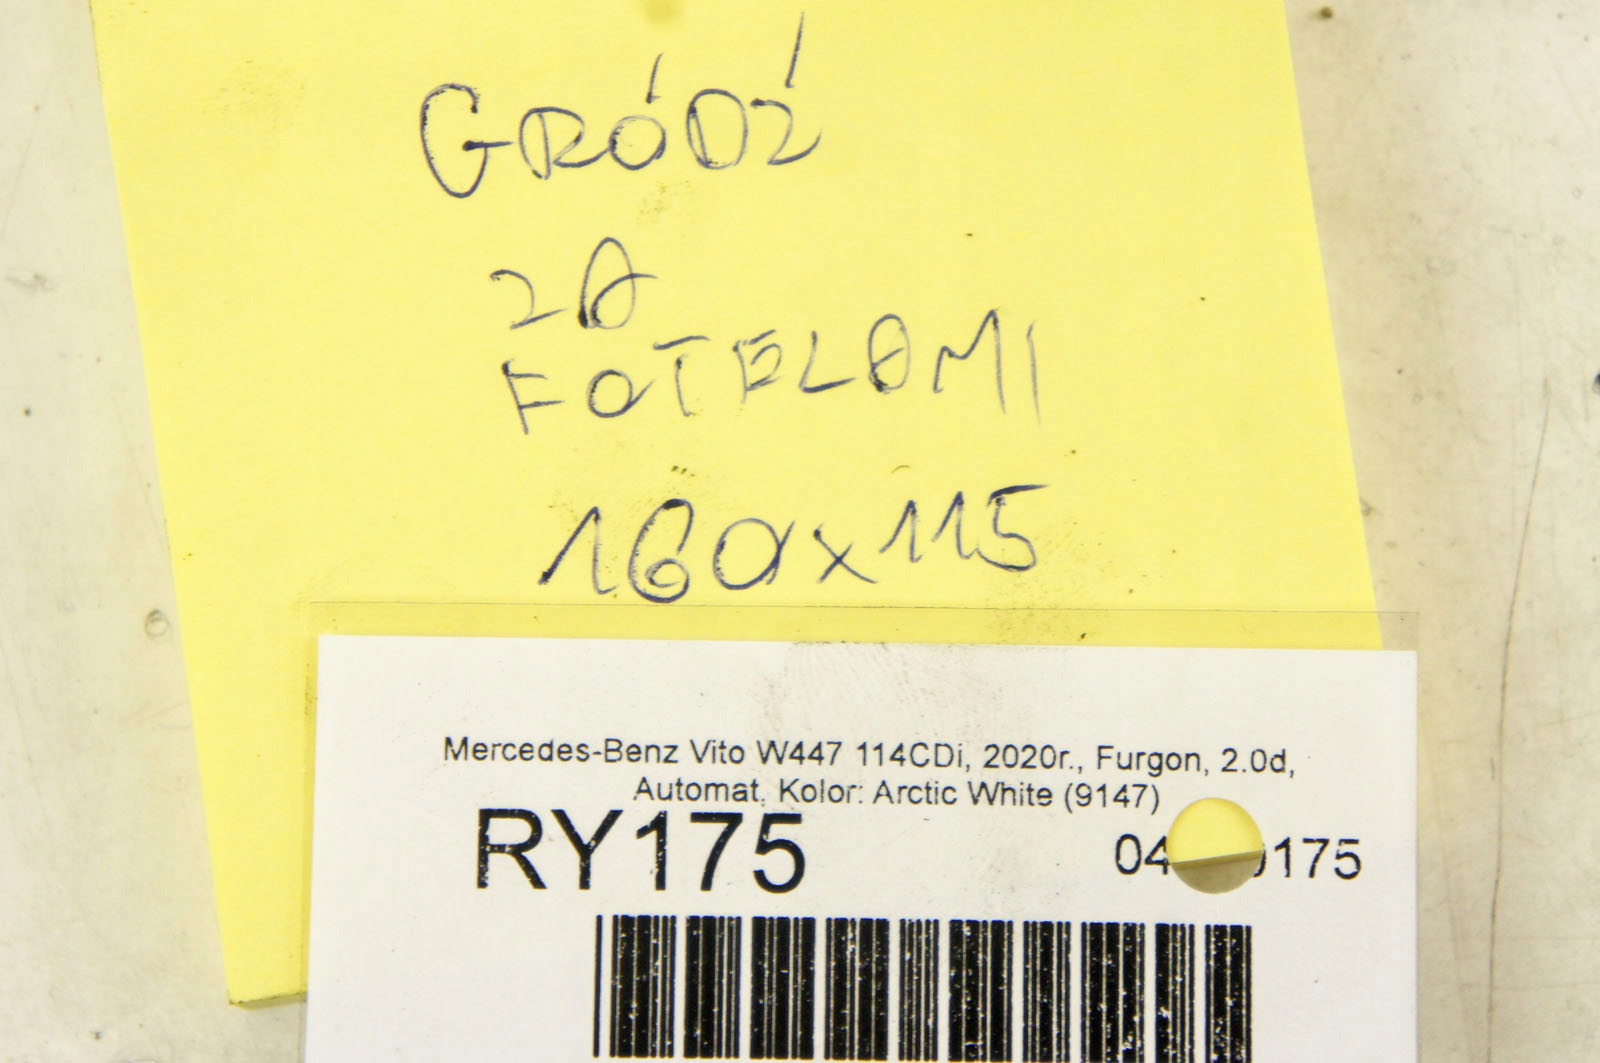 GRÓDŹ
ZA
FOTELAMI
160x115
Mercedes-Benz Vito W447 114CDi, 2020r., Furgon, 2.0d,
Automat, Kolor: Arctic White (9147)
RY175